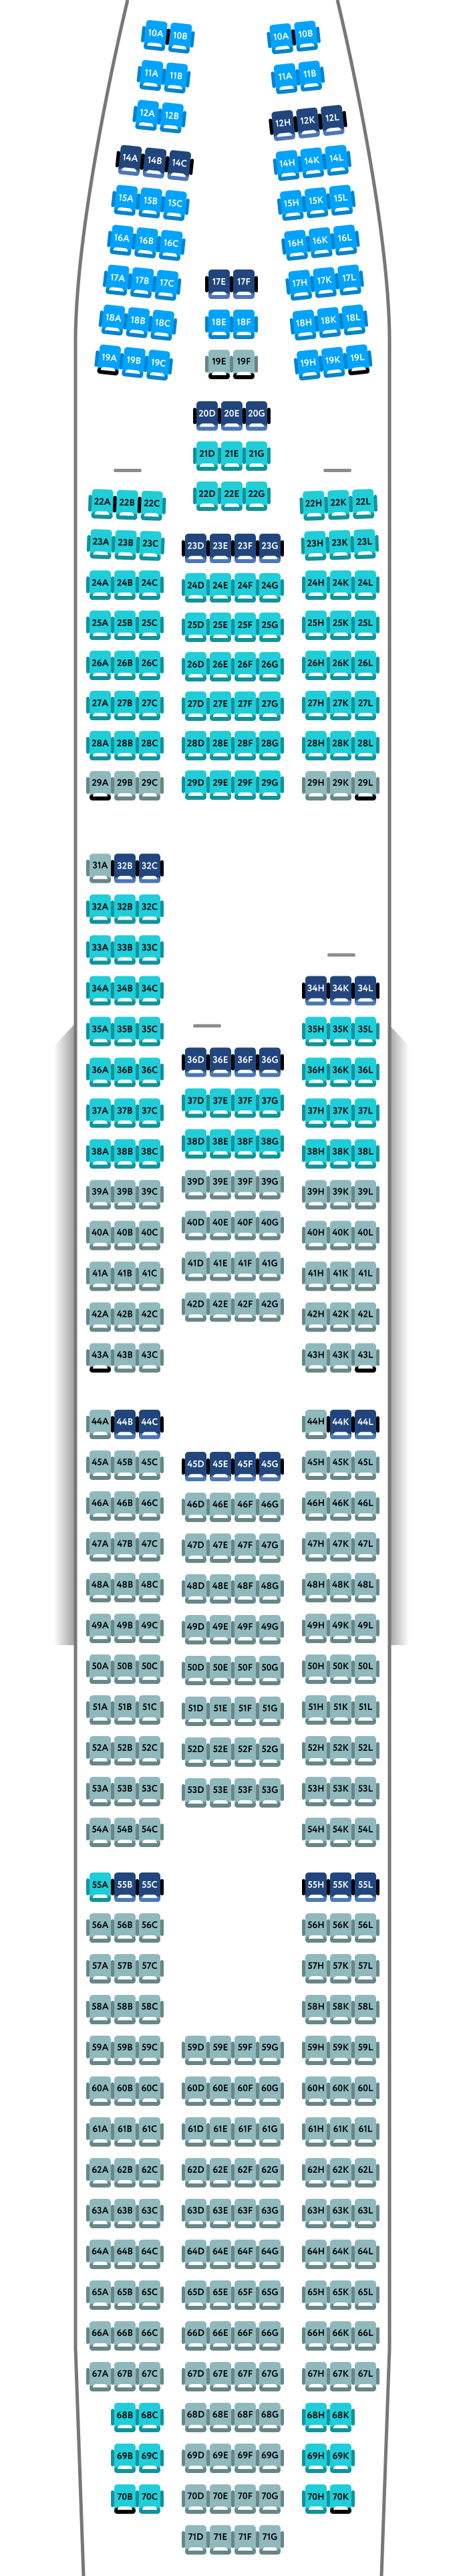 10A 10B 10A 10B
11A 11B 11A 11B
12A 12B 12H 12K 12L
14A 14B 14C 14H 14K 14L
15A 15B 15C 15H 15K 15L
16A 16B 16C 16H 16K 16L
17A 17B 17C 17E 17F 17H 17K 17L
18A 18B 18C 18E 18F 18H 18K 18L
19A 19B 19C 19E 19F 19H 19K 19L
20D 20E 20G
21D 21E 21G
22A 22B 22C 22D 22E 22G 22H 22K 22L
23A 23B 23C 23D 23E 23F 23G 23H 23K 23L
24A 24B 24C 24D 24E 24F 24G 24H 24K 24L
25A 25B 25C 25D 25E 25F 25G 25H 25K 25L
26A 26B 26C 26D 26E 26F 26G 26H 26K 26L
27A 27B 27C 27D 27E 27F 27G 27H 27K 27L
28A 28B 28C 28D 28E 28F 28G 28H 28K 28L
29A 29B 29C 29D 29E 29F 29G 29H 29K 29L
31A 32B 32C
32A 32B 32C
33A 33B 33C
34A 34B 34C 34H 34K 34L
35A 35B 35C 35H 35K 35L
36A 36B 36C 36D 36E 36F 36G 36H 36K 36L
37A 37B 37C 37D 37E 37F 37G 37H 37K 37L
38A 38B 38C 38D 38E 38F 38G 38H 38K 38L
39A 39B 39C 39D 39E 39F 39G 39H 39K 39L
40A 40B 40C 40D 40E 40F 40G 40H 40K 40L
41A 41B 41C 41D 41E 41F 41G 41H 41K 41L
42A 42B 42C 42D 42E 42F 42G 42H 42K 42L
43A 43B 43C 43H 43K 43L
44A 44B 44C 44H 44K 44L
45A 45B 45C 45D 45E 45F 45G 45H 45K 45L
46A 46B 46C 46D 46E 46F 46G 46H 46K 46L
47A 47B 47C 47D 47E 47F 47G 47H 47K 47L
48A 48B 48C 48D 48E 48F 48G 48H 48K 48L
49A 49B 49C 49D 49E 49F 49G 49H 49K 49L
50A 50B 50C 50D 50E 50F 50G 50H 50K 50L
51A 51B 51C 51D 51E 51F 51G 51H 51K 51L
52A 52B 52C 52D 52E 52F 52G 52H 52K 52L
53A 53B 53C 53D 53E 53F 53G 53H 53K 53L
54A 54B 54C 54H 54K 54L
55A 55B 55C 55H 55K 55L
56A 56B 56C 56H 56K 56L
57A 57B 57C 57H 57K 57L
58A 58B 58C 58H 58K 58L
59A 59B 59C 59D 59E 59F 59G 59H 59K 59L
60A 60B 60C 60D 60E 60F 60G 60H 60K 60L
61A 61B 61C 61D 61E 61F 61G 61H 61K 61L
62A 62B 62C 62D 62E 62F 62G 62H 62K 62L
63A 63B 63C 63D 63E 63F 63G 63H 63K 63L
64A 64B 64C 64D 64E 64F 64G 64H 64K 64L
65A 65B 65C 65D 65E 65F 65G 65H 65K 65L
66A 66B 66C 66D 66E 66F 66G 66H 66K 66L
67A 67B 67C 67D 67E 67F 67G 67H 67K 67L
68B 68C 68D 68E 68F 68G 68H 68K
69B 69C 69D 69E 69F 69G 69H 69K
70B 70C 70D 70E 70F 70G 70H 70K
71D 71E 71F 71G